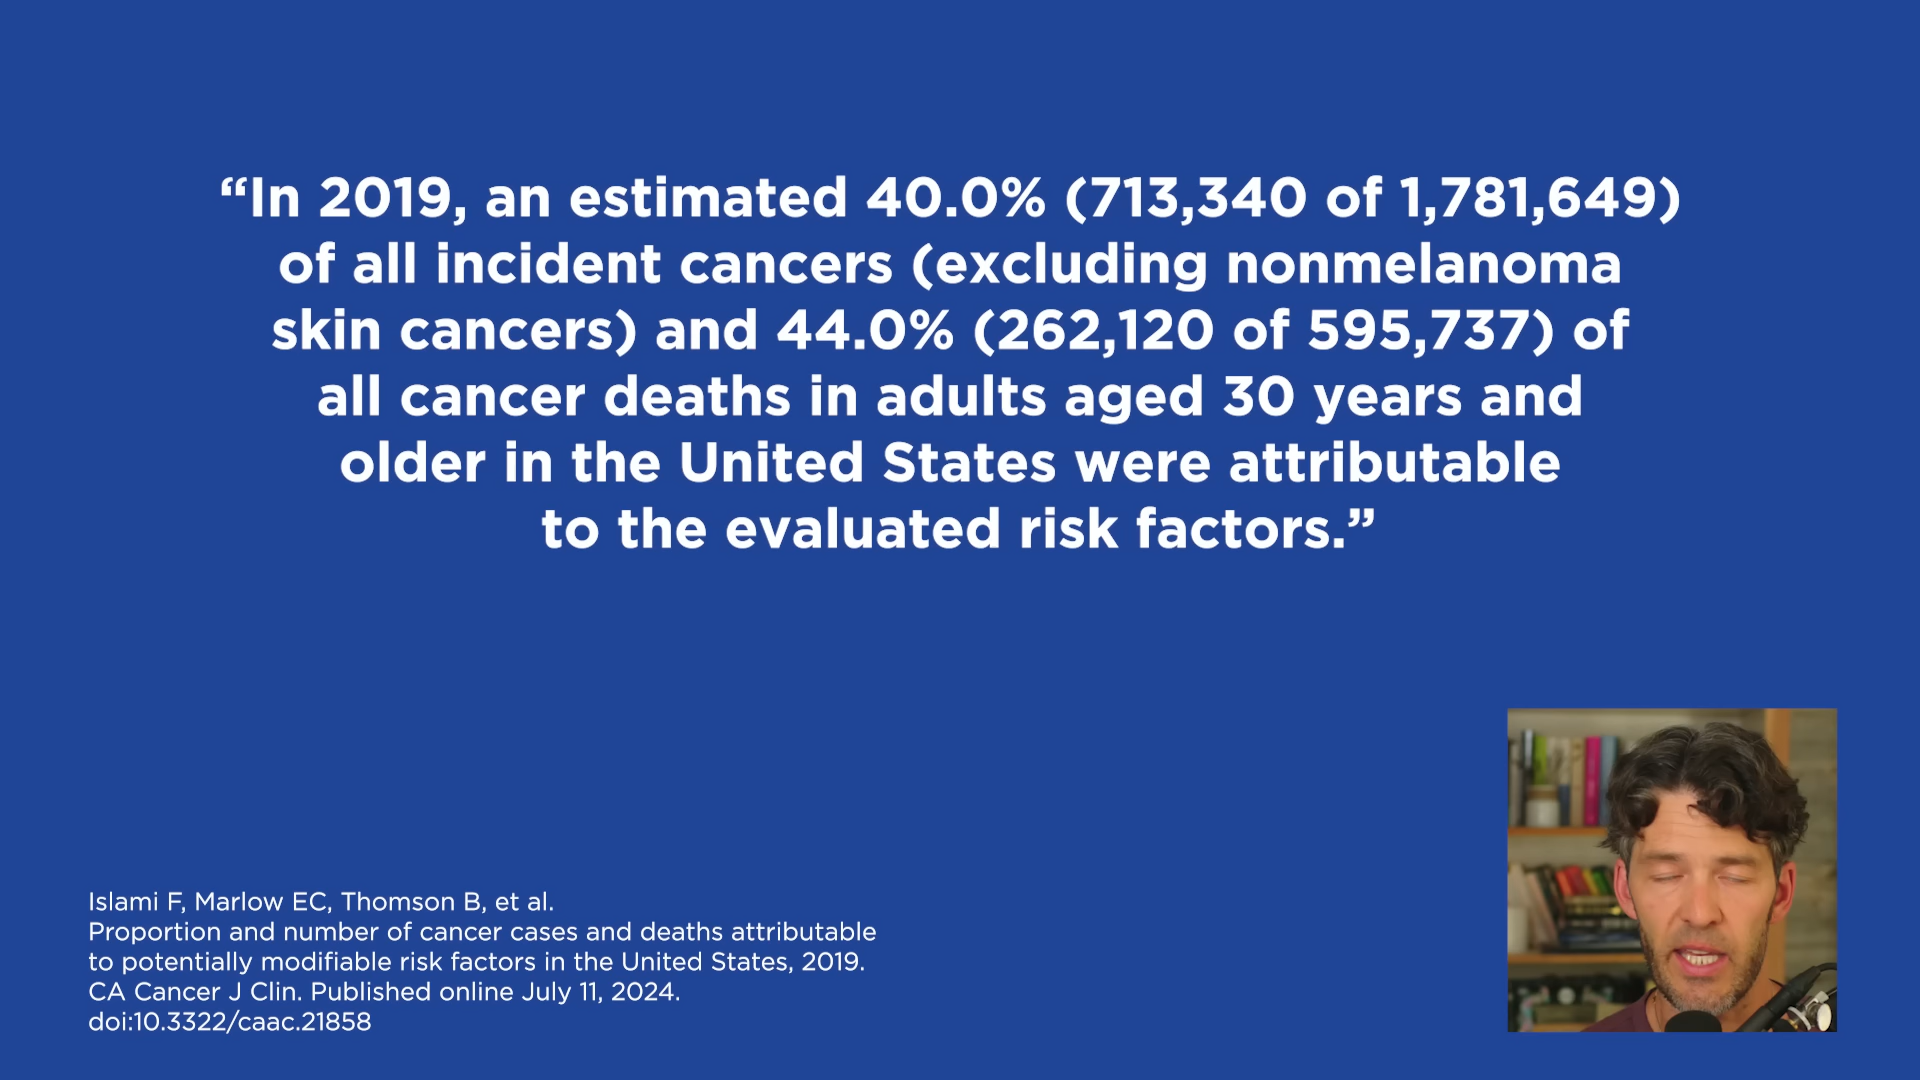 “In 2019, an estimated 40.0% (713,340 of 1,781,649)
of all incident cancers (excluding nonmelanoma
skin cancers) and 44.0% (262,120 of 595,737) of
all cancer deaths in adults aged 30 years and
older in the United States were attributable
to the evaluated risk factors.”
Islami F, Marlow EC, Thomson B, et al.
Proportion and number of cancer cases and deaths attributable
to potentially modifiable risk factors in the United States, 2019.
CA Cancer J Clin. Published online July 11, 2024.
doi:10.3322/caac.21858